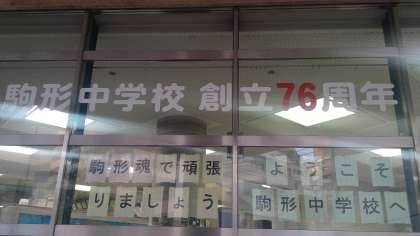 駒形中学校 創立76周年
駒形魂で頑張
りましょう
ようこそ
駒形中学校へ